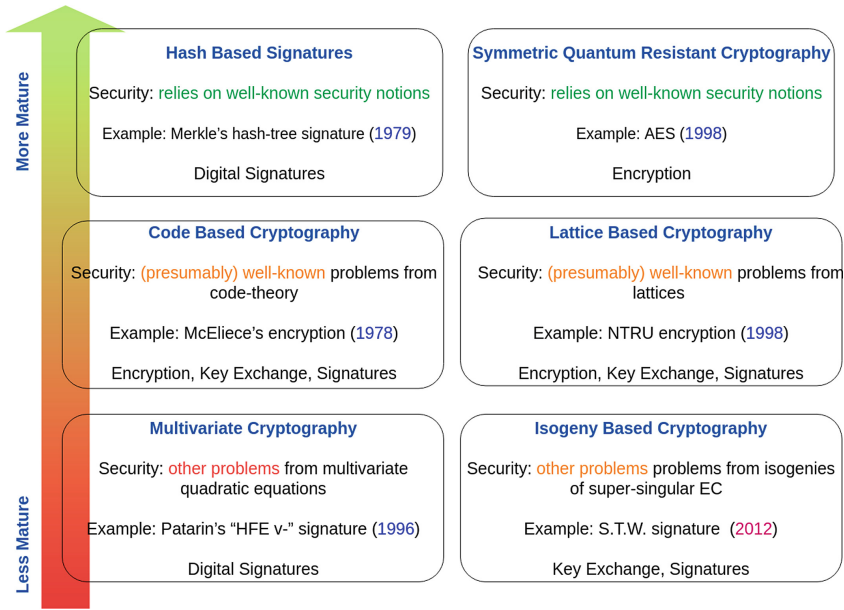 More Mature
Hash Based Signatures
Security: relies on well-known security notions
Example: Merkle's hash-tree signature (1979)
Digital Signatures
Symmetric Quantum Resistant Cryptography
Security: relies on well-known security notions
Example: AES (1998)
Encryption
Code Based Cryptography
Security: (presumably) well-known problems from
code-theory
Example: McEliece's encryption (1978)
Encryption, Key Exchange, Signatures
Lattice Based Cryptography
Security: (presumably) well-known problems from
lattices
Example: NTRU encryption (1998)
Encryption, Key Exchange, Signatures
Less Mature
Multivariate Cryptography
Security: other problems from multivariate
quadratic equations
Example: Patarin's “HFE v-” signature (1996)
Digital Signatures
Isogeny Based Cryptography
Security: other problems problems from isogenies
of super-singular EC
Example: S.T.W. signature (2012)
Key Exchange, Signatures